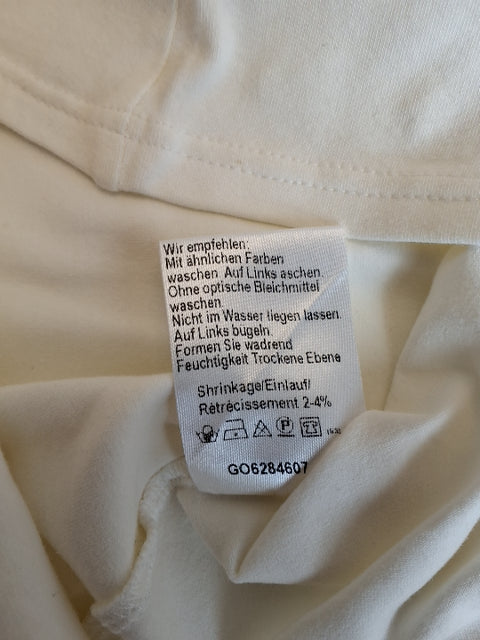 Wir empfehlen:
Mit ähnlichen Farben
waschen. Auf Links aschen.
Ohne optische Bleichmittel
waschen.
Nicht im Wasser liegen lassen.
Auf Links bügeln.
Formen Sie wadrend
Feuchtigkeit Trockene Ebene
Shrinkage/Einlauf/
Rétrécissement 2-4%
P
GO6284607